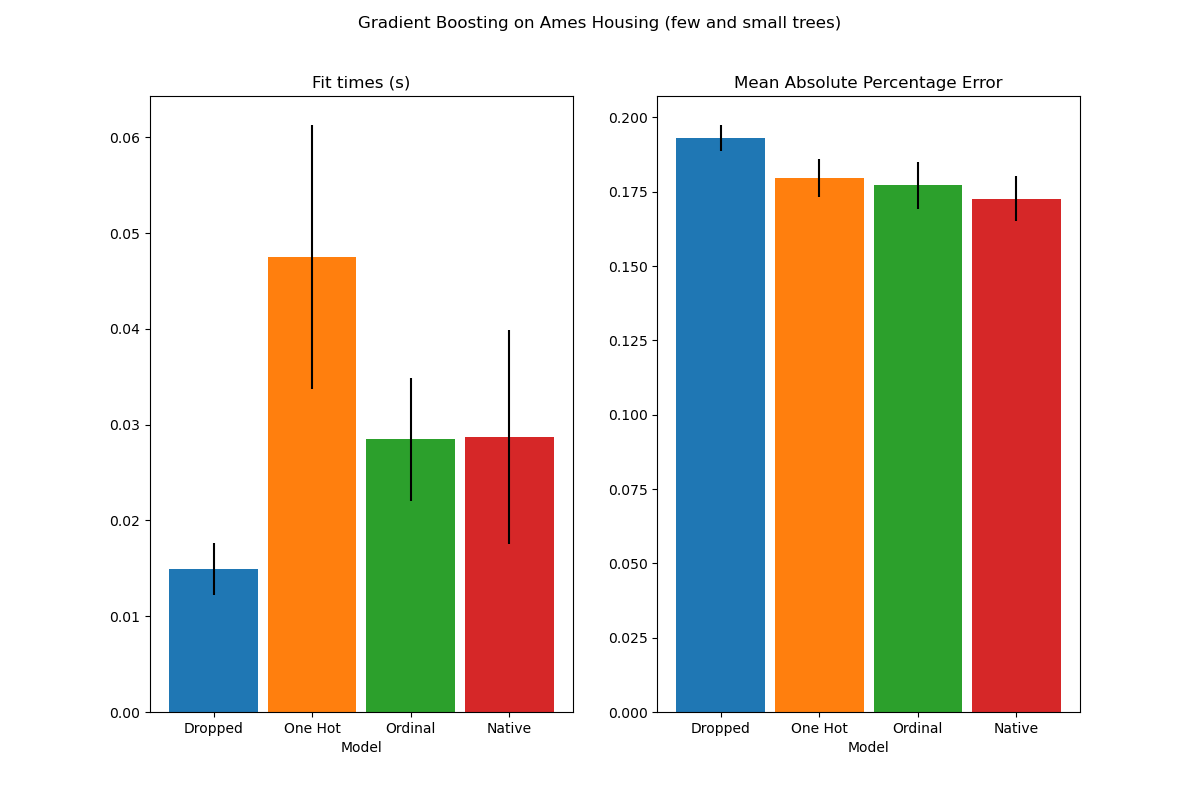 Gradient Boosting on Ames Housing (few and small trees)
Fit times (s)
0.06
0.05
0.04
0.03
0.02
0.01
0.00
Dropped
One Hot
Ordinal
Native
Model
Mean Absolute Percentage Error
0.200
0.175
0.150
0.125
0.100
0.075
0.050
0.025
0.000
Dropped
One Hot
Ordinal
Native
Model